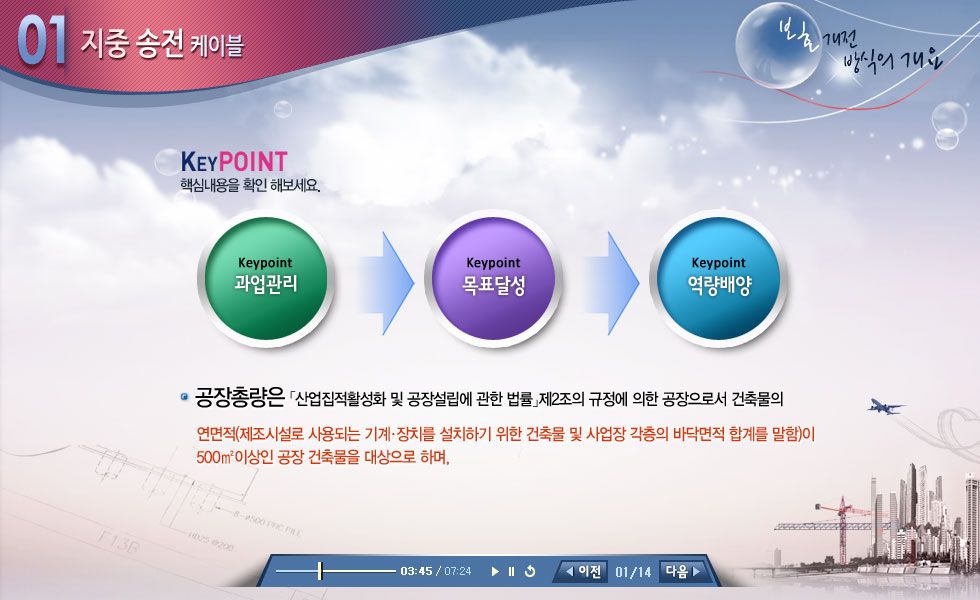 01 지중 송전 케이블
보호 계전
방식의 개요
KEYPOINT
핵심내용을 확인 해보세요.
Keypoint
과업관리
Keypoint
목표달성
Keypoint
역량배양
공장총량은 「산업집적활성화 및 공장설립에 관한 법률」제2조의 규정에 의한 공장으로서 건축물의
연면적(제조시설로 사용되는 기계·장치를 설치하기 위한 건축물 및 사업장 각층의 바닥면적 합계를 말함)이
500㎡이상인 공장 건축물을 대상으로 하며,
F13B
03:45 / 07:24
이전
01/14
다음